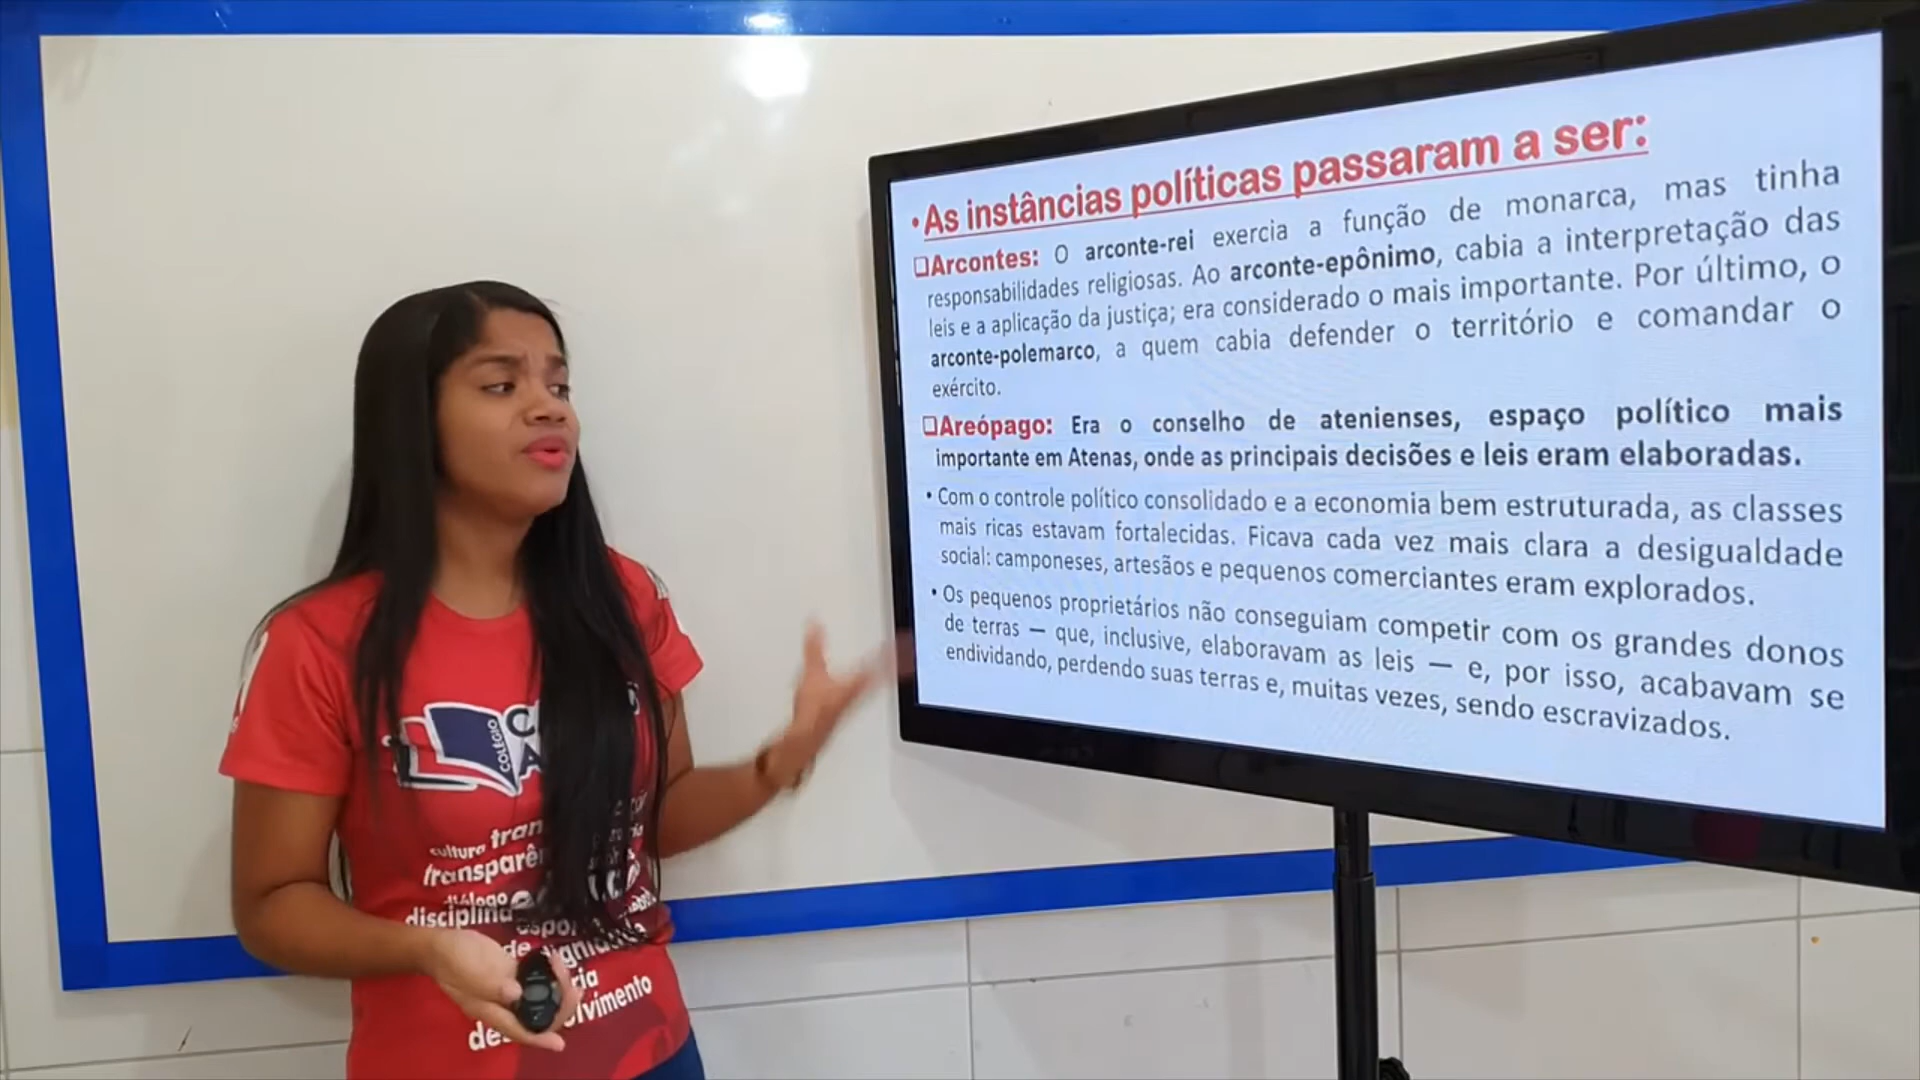 • As instâncias políticas passaram a ser:
❑Arcontes: O arconte-rei exercia a função de monarca, mas tinha
responsabilidades religiosas. Ao arconte-epônimo, cabia a interpretação das
leis e a aplicação da justiça; era considerado o mais importante. Por último, o
arconte-polemarco, a quem cabia defender o território e comandar o
exército.
❑Areópago: Era o conselho de atenienses, espaço político mais
importante em Atenas, onde as principais decisões e leis eram elaboradas.
• Com o controle político consolidado e a economia bem estruturada, as classes
mais ricas estavam fortalecidas. Ficava cada vez mais clara a desigualdade
social: camponeses, artesãos e pequenos comerciantes eram explorados.
• Os pequenos proprietários não conseguiam competir com os grandes donos
de terras — que, inclusive, elaboravam as leis — e, por isso, acabavam se
endividando, perdendo suas terras e, muitas vezes, sendo escravizados.
COLÉGIO
cultura
disciplina
de